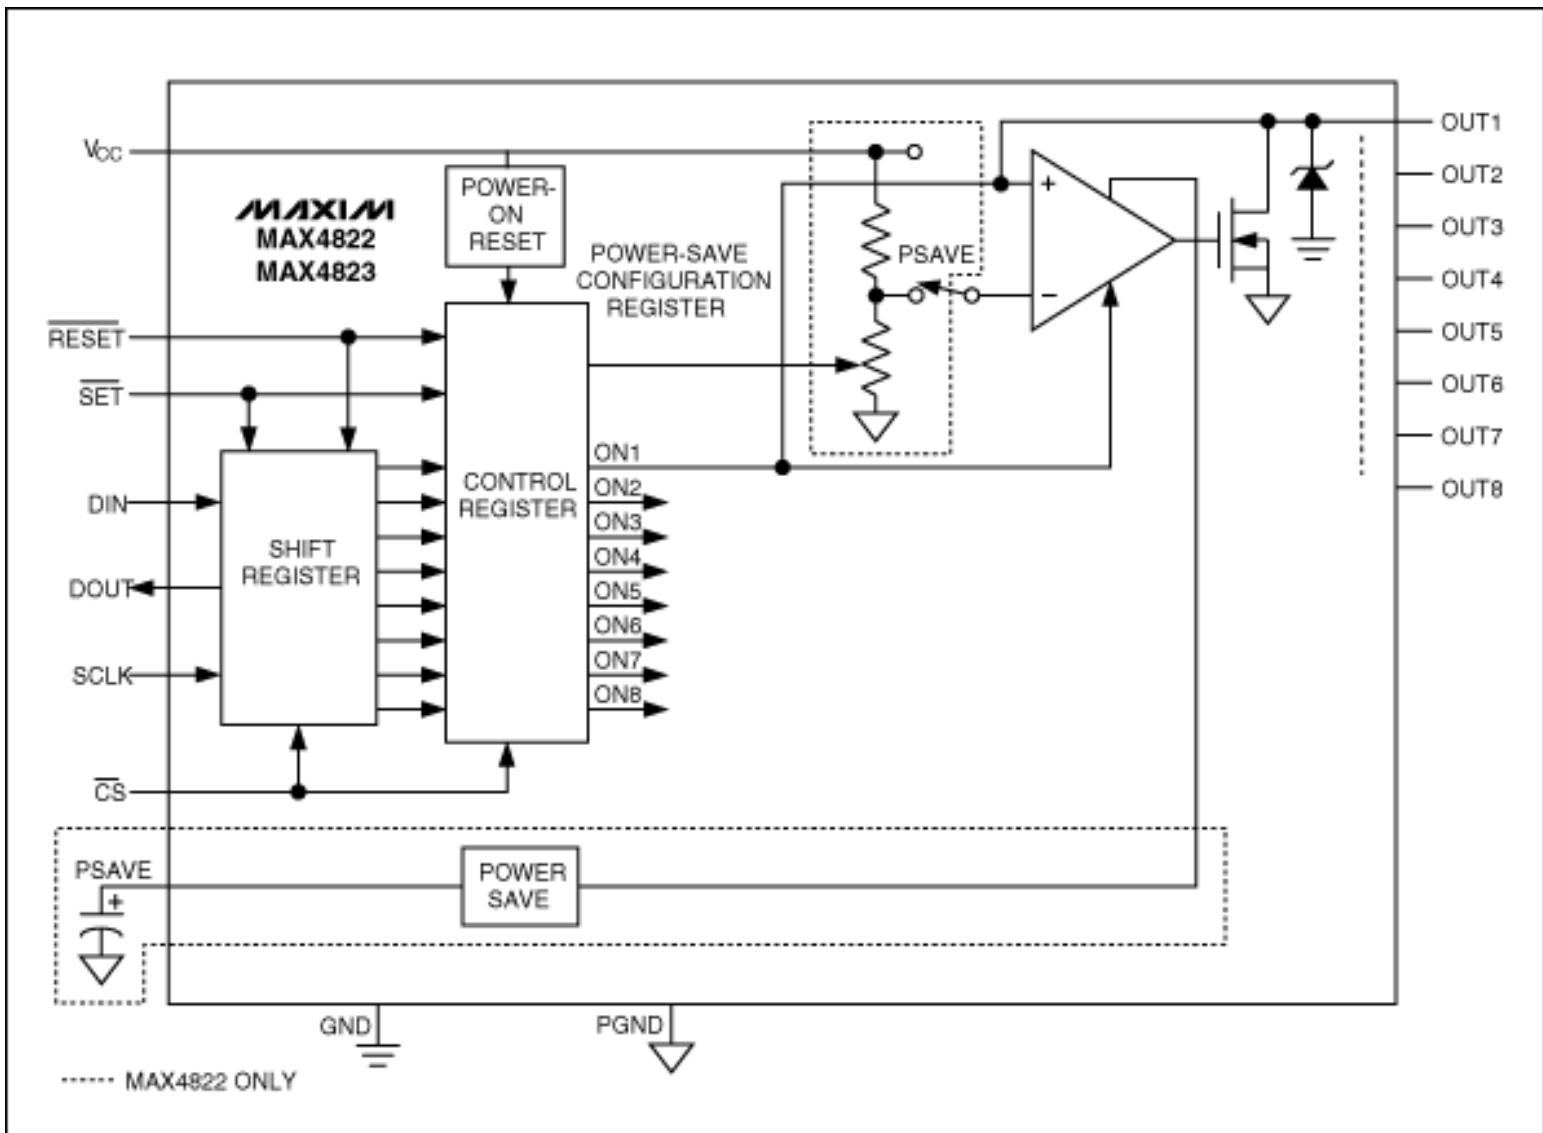 VCC
MAXIM
MAX4822
MAX4823
POWER-
ON
RESET
POWER-SAVE
CONFIGURATION
REGISTER
PSAVE
+
−
OUT1
OUT2
OUT3
OUT4
OUT5
OUT6
OUT7
OUT8
RESET
SET
DIN
DOUT
SCLK
CS
SHIFT
REGISTER
CONTROL
REGISTER
ON1
ON2
ON3
ON4
ON5
ON6
ON7
ON8
PSAVE
+
POWER
SAVE
GND
PGND
MAX4822 ONLY